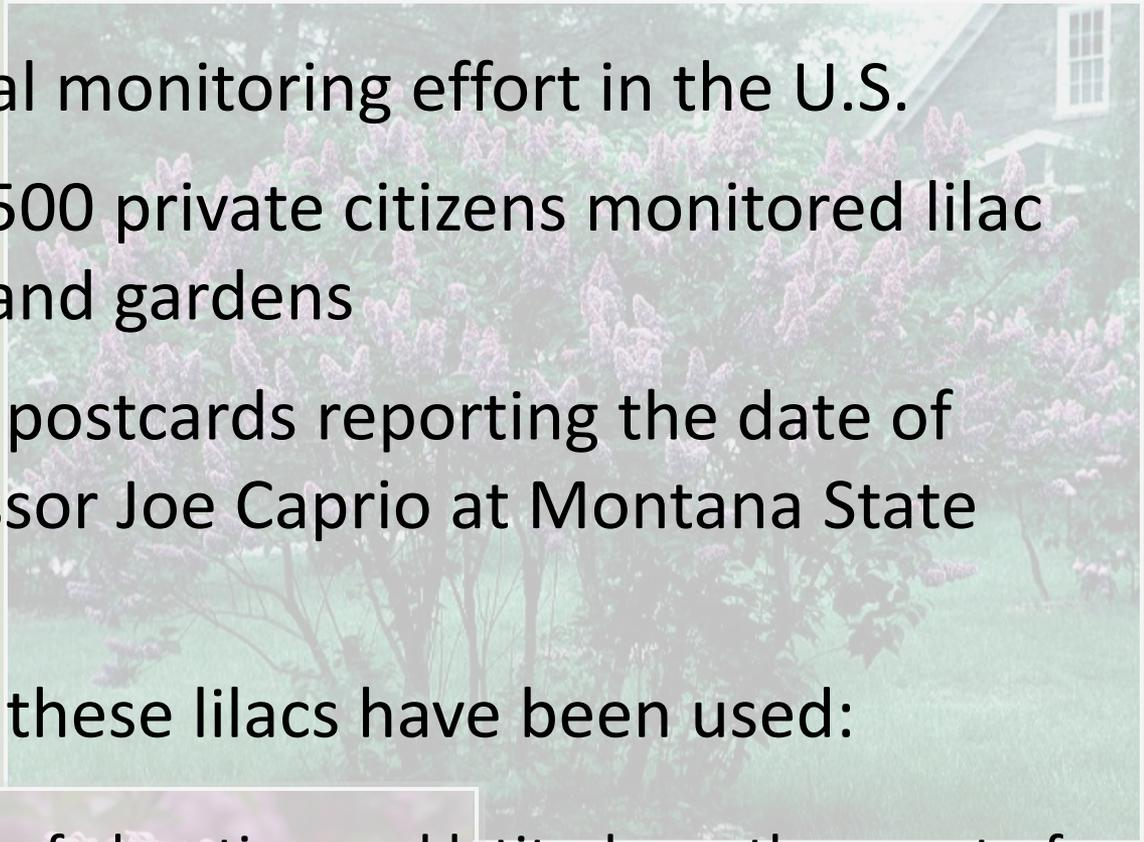 al monitoring effort in the U.S.
500 private citizens monitored lilac
and gardens
postcards reporting the date of
ssor Joe Caprio at Montana State
these lilacs have been used: